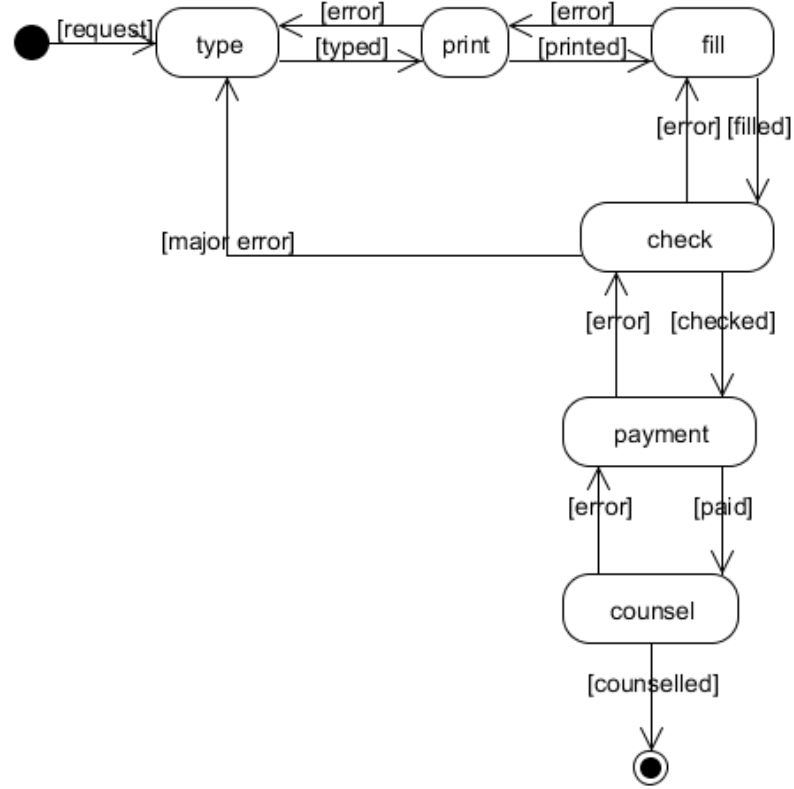 [error]
[error]
[request]
type
[typed]
print
[printed]
fill
[error]
[filled]
[major error]
check
[error]
[checked]
payment
[error]
[paid]
counsel
[counselled]